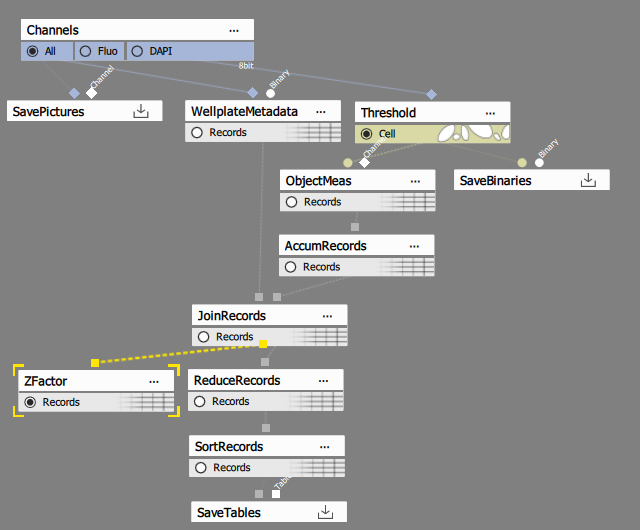 Channels ...
All Fluo DAPI
8bit
Channel
Binary
SavePictures
WellplateMetadata ...
Records
Threshold ...
Cell
Channel
Binary
ObjectMeas ...
Records
SaveBinaries
AccumRecords ...
Records
JoinRecords ...
Records
ZFactor ...
Records
ReduceRecords ...
Records
SortRecords ...
Records
SaveTables